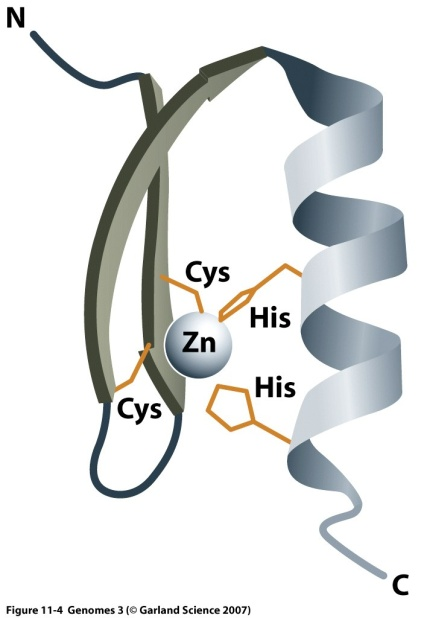 N
Cys
His
Zn
His
Cys
C
Figure 11-4 Genomes 3 (© Garland Science 2007)